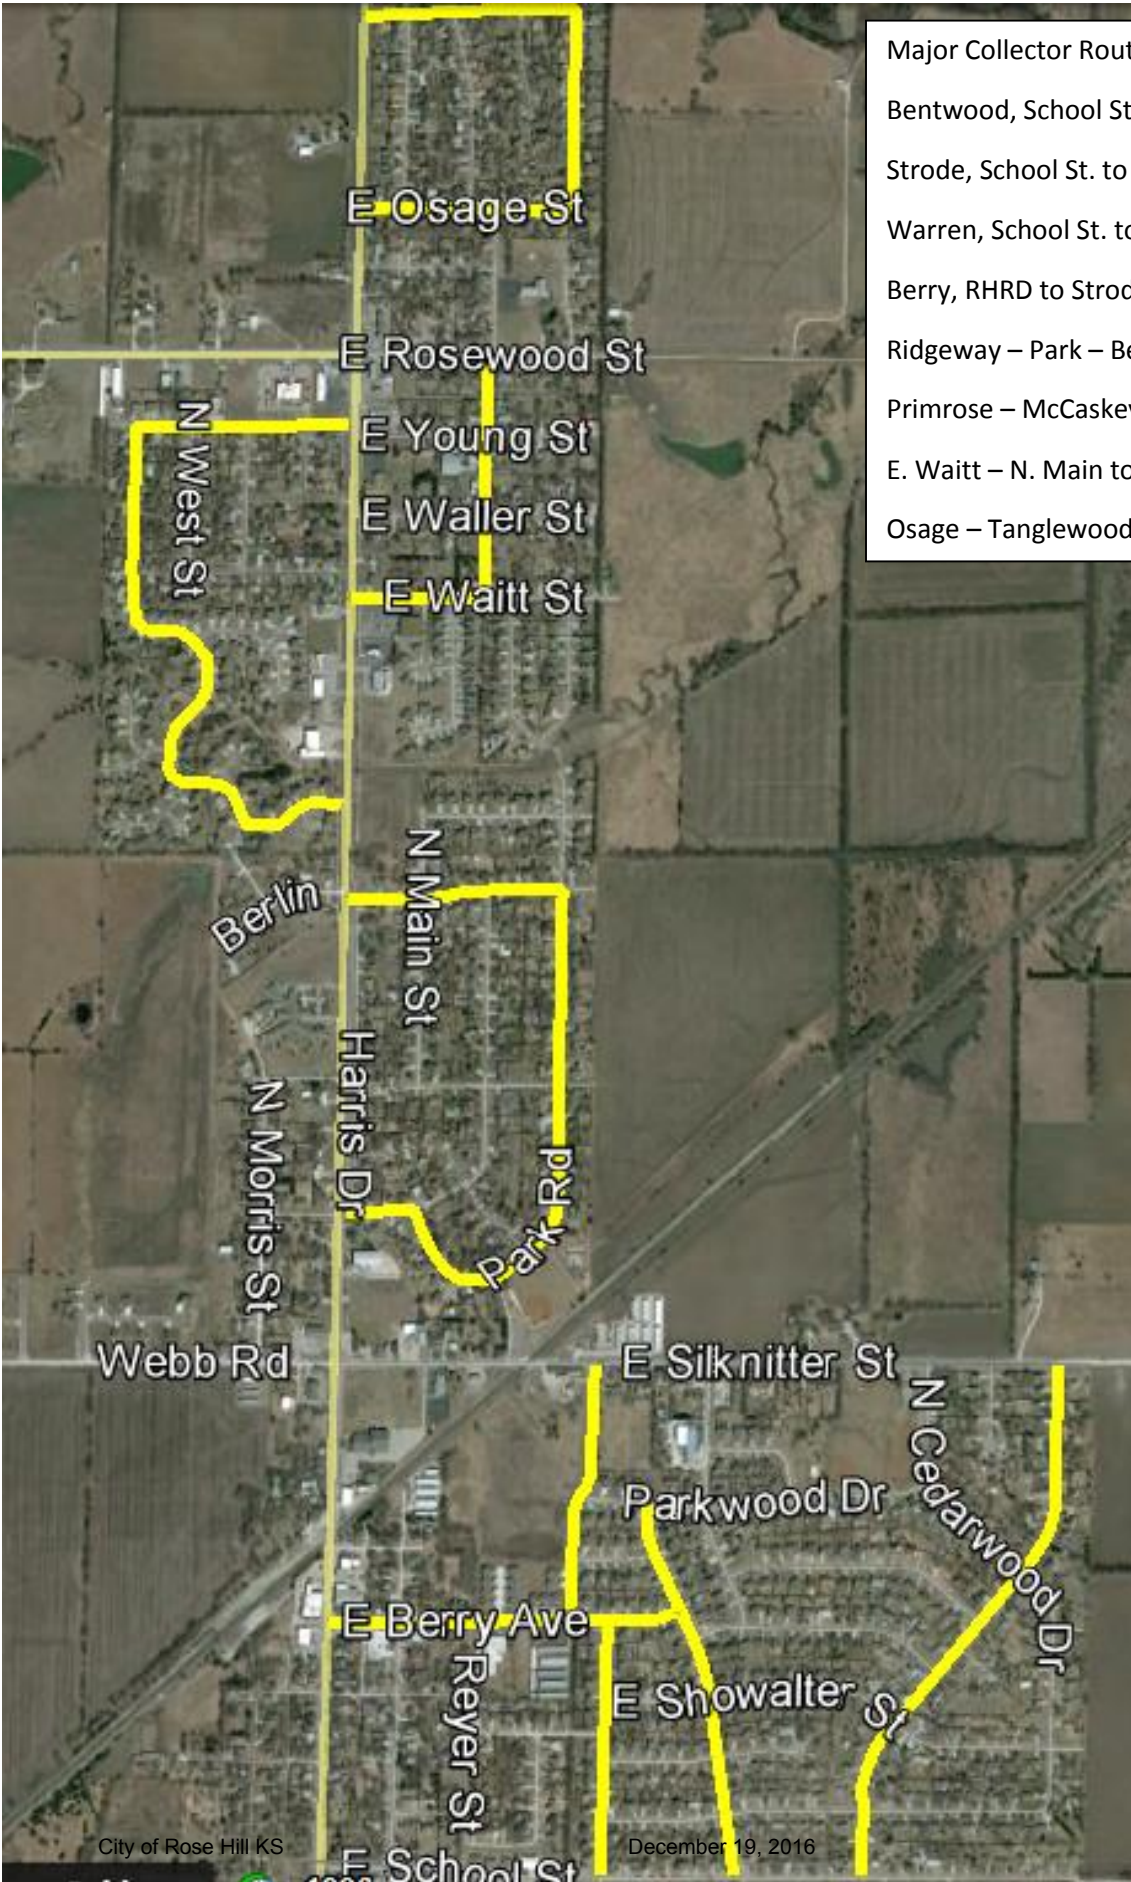 Major Collector Rout
Bentwood, School St
Strode, School St. to
Warren, School St. to
Berry, RHRD to Strod
Ridgeway – Park – Be
Primrose – McCaskey
E. Waitt – N. Main to
Osage – Tanglewood
E Osage St
E Rosewood St
N West St
E Young St
E Waller St
E Waitt St
N Main St
Berlin
Harris Dr
N Morris St
Park Rd
Webb Rd
E Silknitter St
N Cedarwood Dr
Parkwood Dr
E Berry Ave
Reyer St
E Showalter St
City of Rose Hill KS
December 19, 2016
E School St